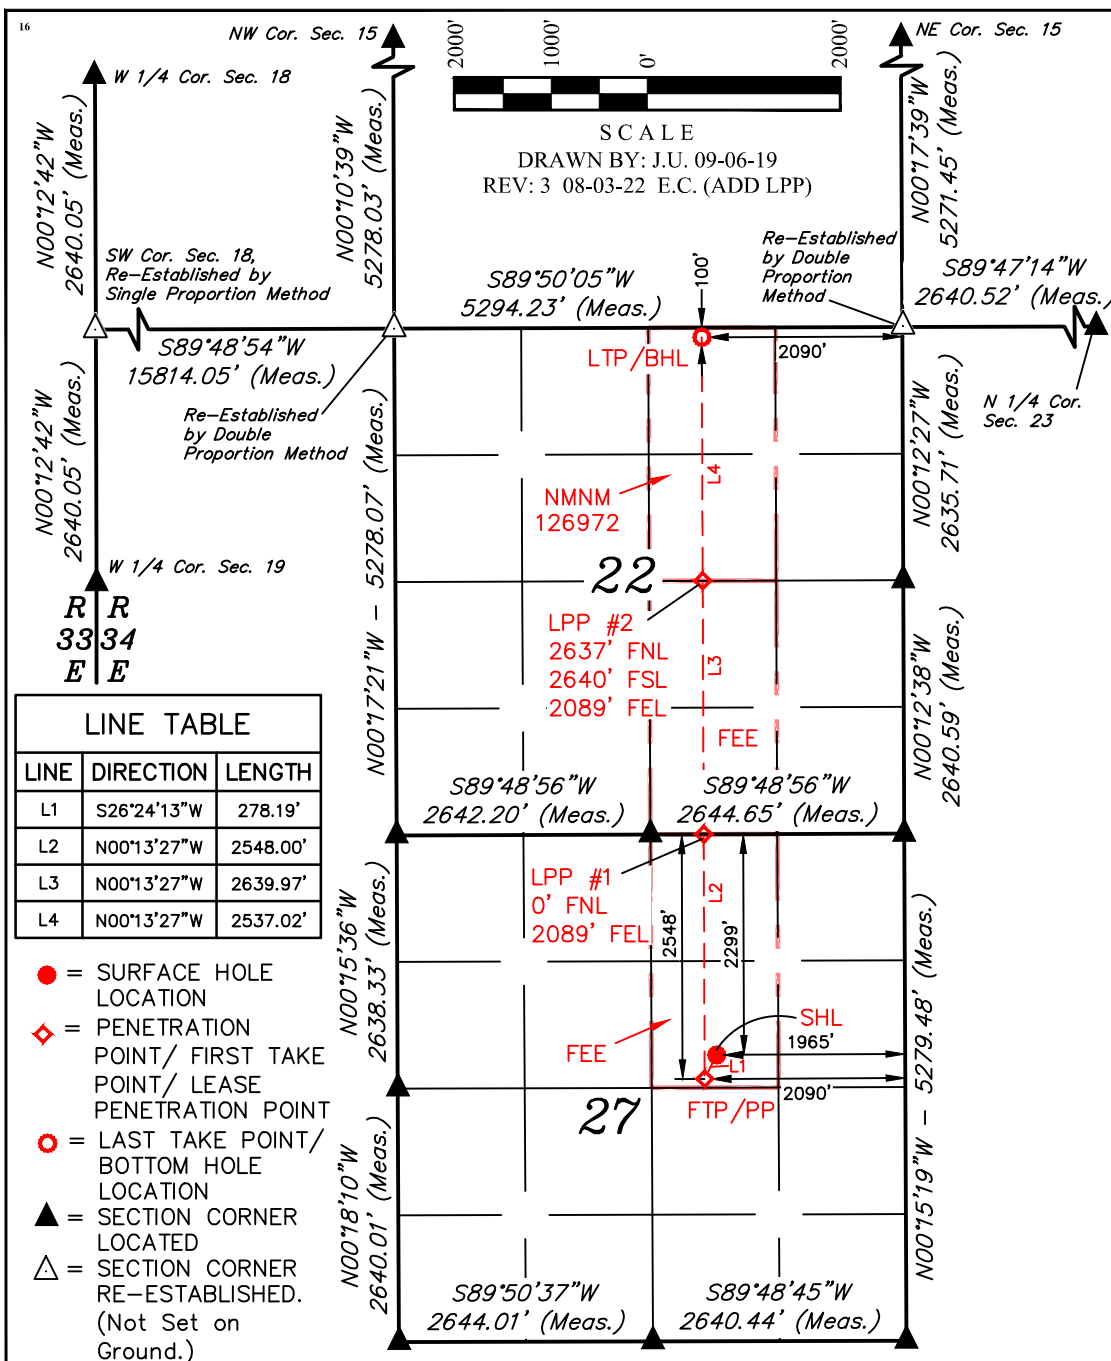 16
NW Cor. Sec. 15
NE Cor. Sec. 15
W 1/4 Cor. Sec. 18
2000'
1000'
0'
2000'
SCALE
DRAWN BY: J.U. 09-06-19
REV: 3 08-03-22 E.C. (ADD LPP)
N00°12'42"W
2640.05' (Meas.)
N00°10'39"W
5278.03' (Meas.)
N00°17'39"W
5271.45' (Meas.)
SW Cor. Sec. 18,
Re-Established by
Single Proportion Method
S89°50'05"W
5294.23' (Meas.)
100'
Re-Established
by Double
Proportion
Method
S89°47'14"W
2640.52' (Meas.)
S89°48'54"W
15814.05' (Meas.)
LTP/BHL
2090'
Re-Established
by Double
Proportion Method
N 1/4 Cor.
Sec. 23
N00°12'42"W
2640.05' (Meas.)
N00°17'21"W - 5278.07' (Meas.)
N00°12'27"W
2635.71' (Meas.)
L4
NMNM
126972
W 1/4 Cor. Sec. 19
22
R R
33 34
E E
LPP #2
2637' FNL
2640' FSL
2089' FEL
L3
FEE
N00°12'38"W
2640.59' (Meas.)
LINE TABLE
LINE DIRECTION LENGTH
L1 S26°24'13"W 278.19'
L2 N00°13'27"W 2548.00'
L3 N00°13'27"W 2639.97'
L4 N00°13'27"W 2537.02'
S89°48'56"W
2642.20' (Meas.)
S89°48'56"W
2644.65' (Meas.)
LPP #1
0' FNL
2089' FEL
L2
2548'
2299'
N00°15'36"W
2638.33' (Meas.)
N00°15'19"W - 5279.48' (Meas.)
SHL
1965'
FEE
L1
2090'
FTP/PP
27
= SURFACE HOLE
LOCATION
= PENETRATION
POINT/ FIRST TAKE
POINT/ LEASE
PENETRATION POINT
= LAST TAKE POINT/
BOTTOM HOLE
LOCATION
= SECTION CORNER
LOCATED
= SECTION CORNER
RE-ESTABLISHED.
(Not Set on
Ground.)
N00°18'10"W
2640.01' (Meas.)
S89°50'37"W
2644.01' (Meas.)
S89°48'45"W
2640.44' (Meas.)